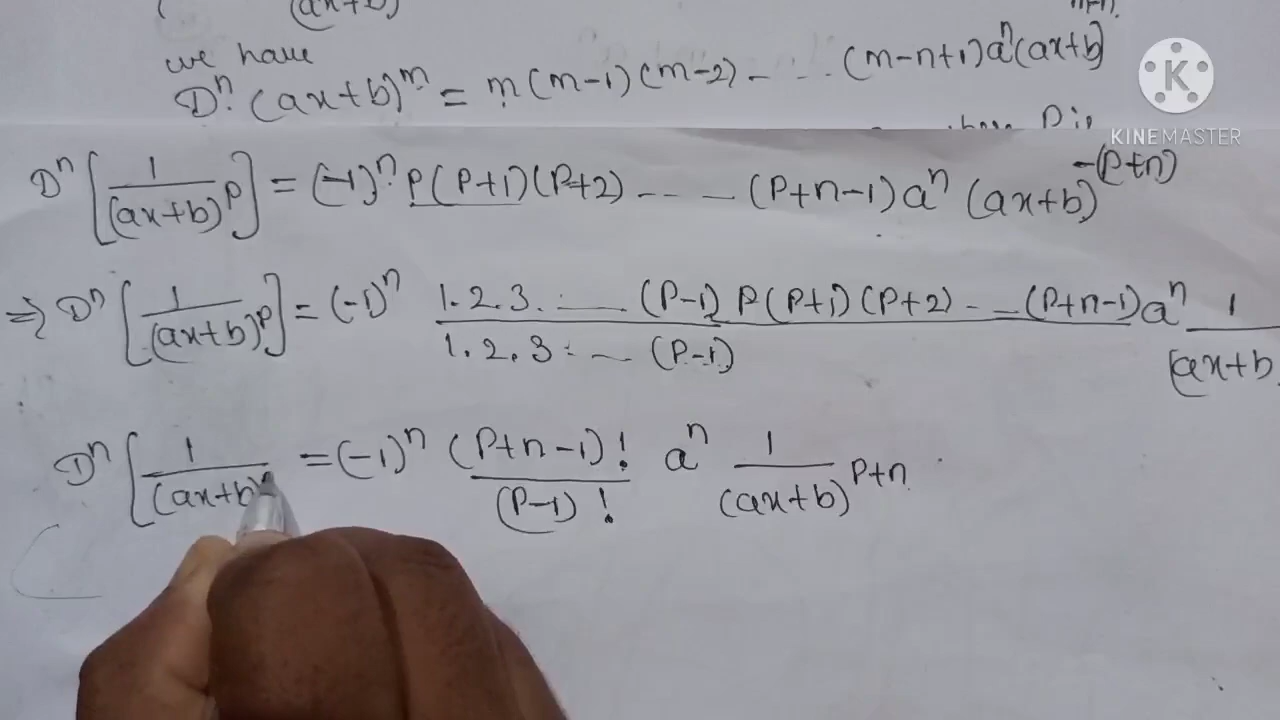 (ax+b)
we have
Dⁿ. (ax+b)ᵐ = m(m-1)(m-2) - ... (m-n+1)aⁿ(ax+b)
K
KINEMASTER
Dⁿ [1/(ax+b)^P] = (-1)ⁿ P(P+1)(P+2) ---- (P+n-1)aⁿ (ax+b)^-(P+n)
⇒ Dⁿ [1/(ax+b)^P] = (-1)ⁿ 1.2.3. ... (P-1) P(P+1)(P+2) - - (P+n-1)/1.2.3 ... (P-1) aⁿ 1/(ax+b
Dⁿ [1/(ax+b) = (-1)ⁿ (P+n-1)!/(P-1)! aⁿ 1/(ax+b)^P+n